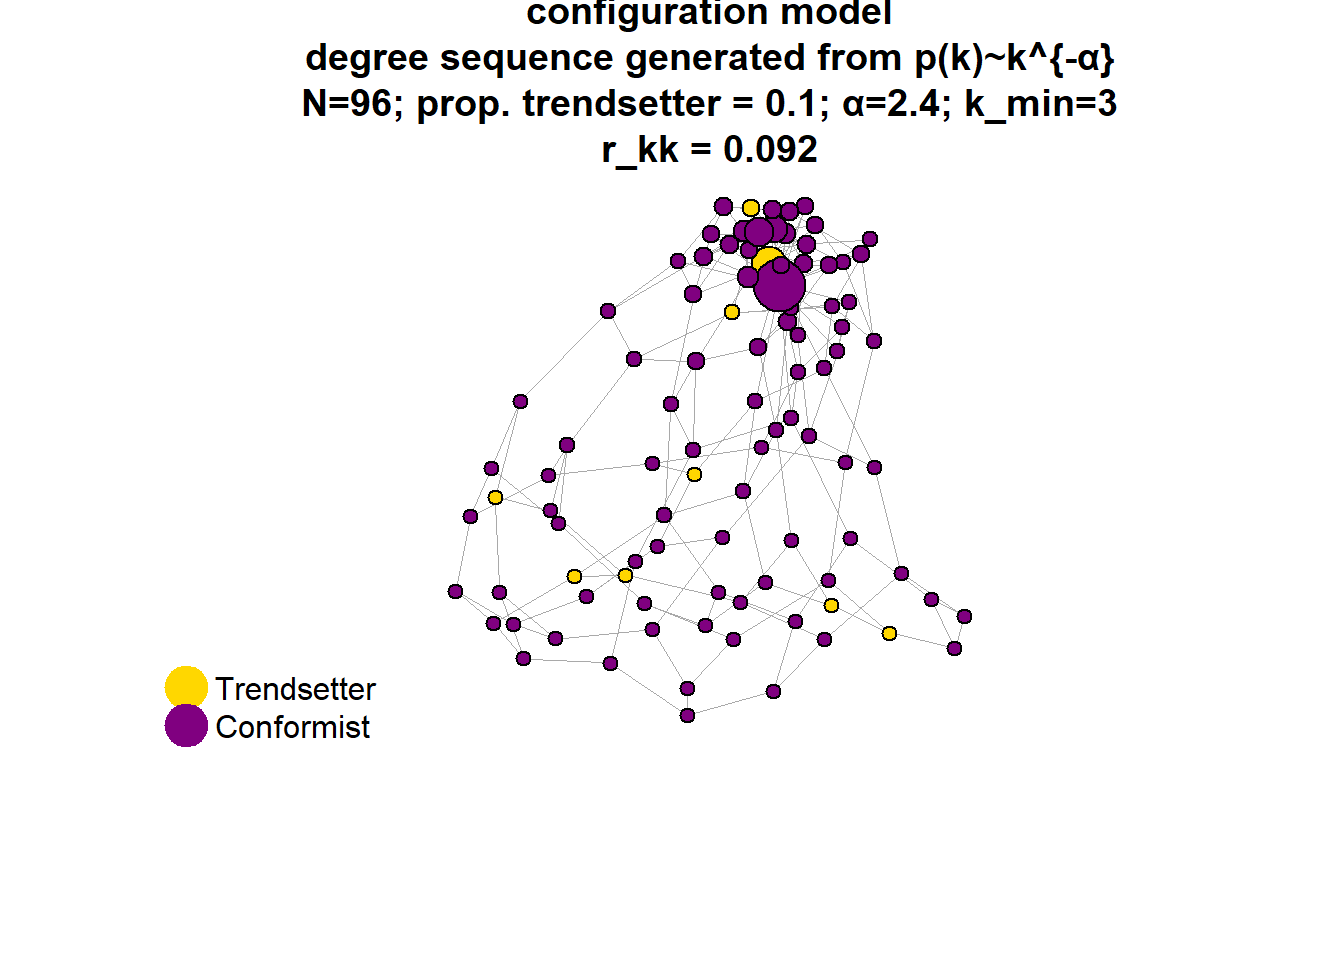 configuration model
degree sequence generated from p(k)~k^{-α}
N=96; prop. trendsetter = 0.1; α=2.4; k_min=3
r_kk = 0.092
Trendsetter
Conformist